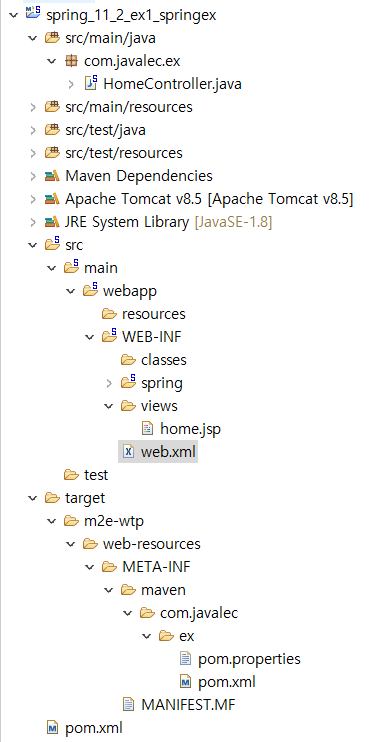 spring_11_2_ex1_springex
src/main/java
com.javalec.ex
HomeController.java
src/main/resources
src/test/java
src/test/resources
Maven Dependencies
Apache Tomcat v8.5 [Apache Tomcat v8.5]
JRE System Library [JavaSE-1.8]
src
main
webapp
resources
WEB-INF
classes
spring
views
home.jsp
web.xml
test
target
m2e-wtp
web-resources
META-INF
maven
com.javalec
ex
pom.properties
pom.xml
MANIFEST.MF
pom.xml